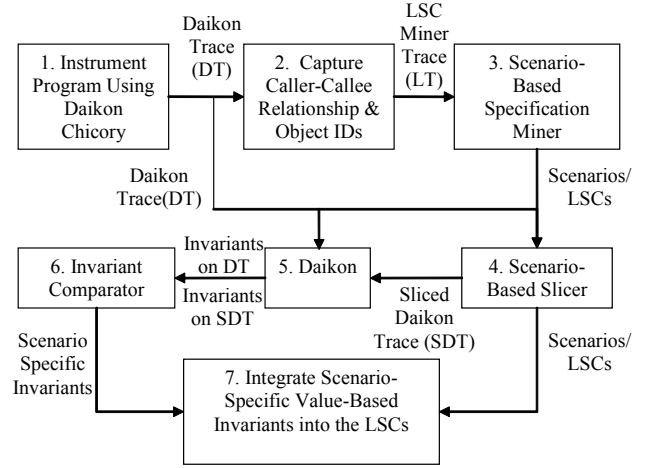 Daikon
Trace
(DT)
LSC
Miner
Trace
(LT)
1. Instrument
Program Using
Daikon
Chicory
2. Capture
Caller-Callee
Relationship &
Object IDs
3. Scenario-
Based
Specification
Miner
Daikon
Trace(DT)
Scenarios/
LSCs
6. Invariant
Comparator
Invariants
on DT
Invariants
on SDT
5. Daikon
Sliced
Daikon
Trace (SDT)
4. Scenario-
Based Slicer
Scenario
Specific
Invariants
Scenarios/
LSCs
7. Integrate Scenario-
Specific Value-Based
Invariants into the LSCs